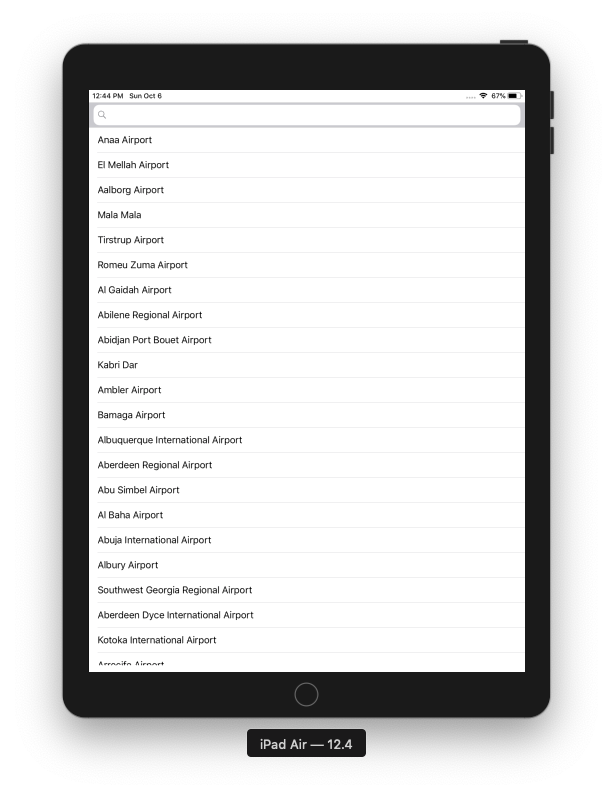 12:44 PM Sun Oct 6
67%
Anaa Airport
El Mellah Airport
Aalborg Airport
Mala Mala
Tirstrup Airport
Romeu Zuma Airport
Al Gaidah Airport
Abilene Regional Airport
Abidjan Port Bouet Airport
Kabri Dar
Ambler Airport
Bamaga Airport
Albuquerque International Airport
Aberdeen Regional Airport
Abu Simbel Airport
Al Baha Airport
Abuja International Airport
Albury Airport
Southwest Georgia Regional Airport
Aberdeen Dyce International Airport
Kotoka International Airport
Arrecife Airport
iPad Air — 12.4